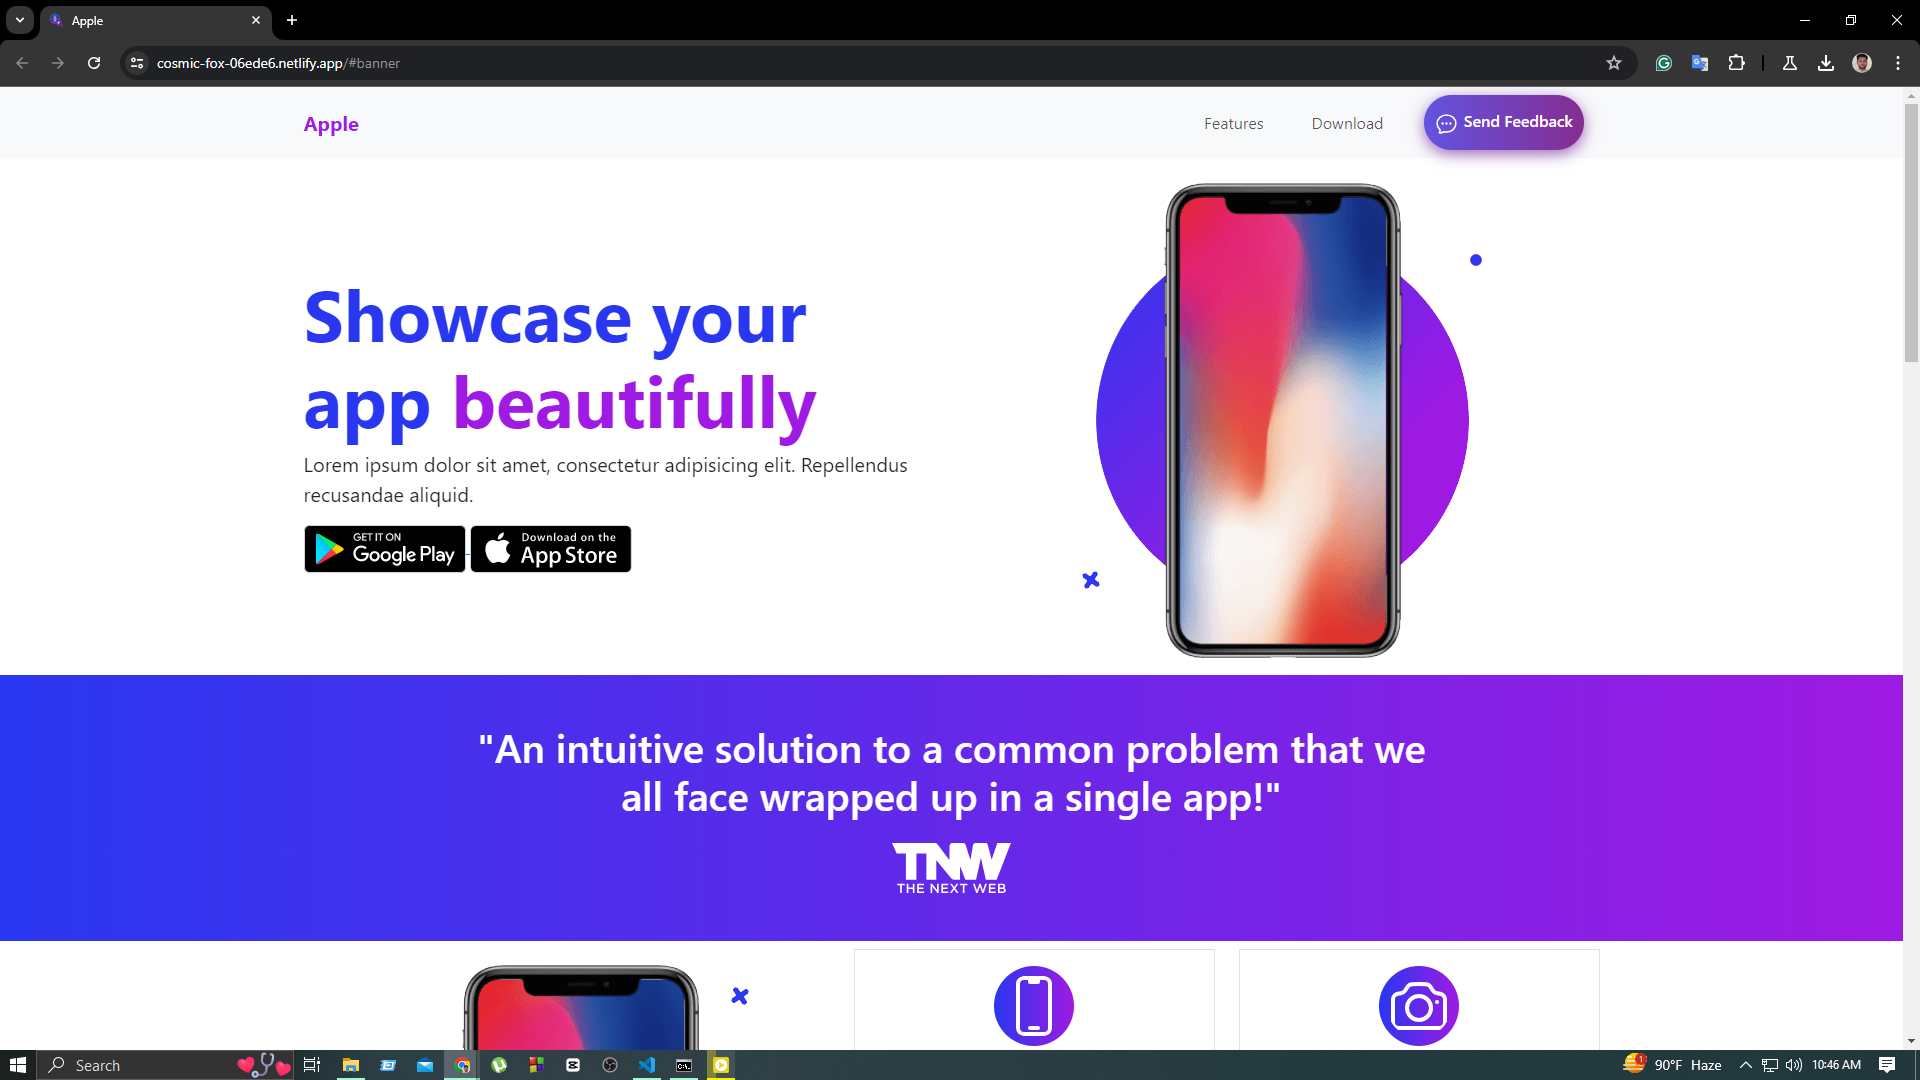 Apple
cosmic-fox-06ede6.netlify.app/#banner
Apple
Features
Download
Send Feedback
Showcase your
app beautifully
Lorem ipsum dolor sit amet, consectetur adipisicing elit. Repellendus
recusandae aliquid.
GET IT ON
Google Play
Download on the
App Store
"An intuitive solution to a common problem that we
all face wrapped up in a single app!"
TNW
THE NEXT WEB
Search
1
90°F Haze
10:46 AM